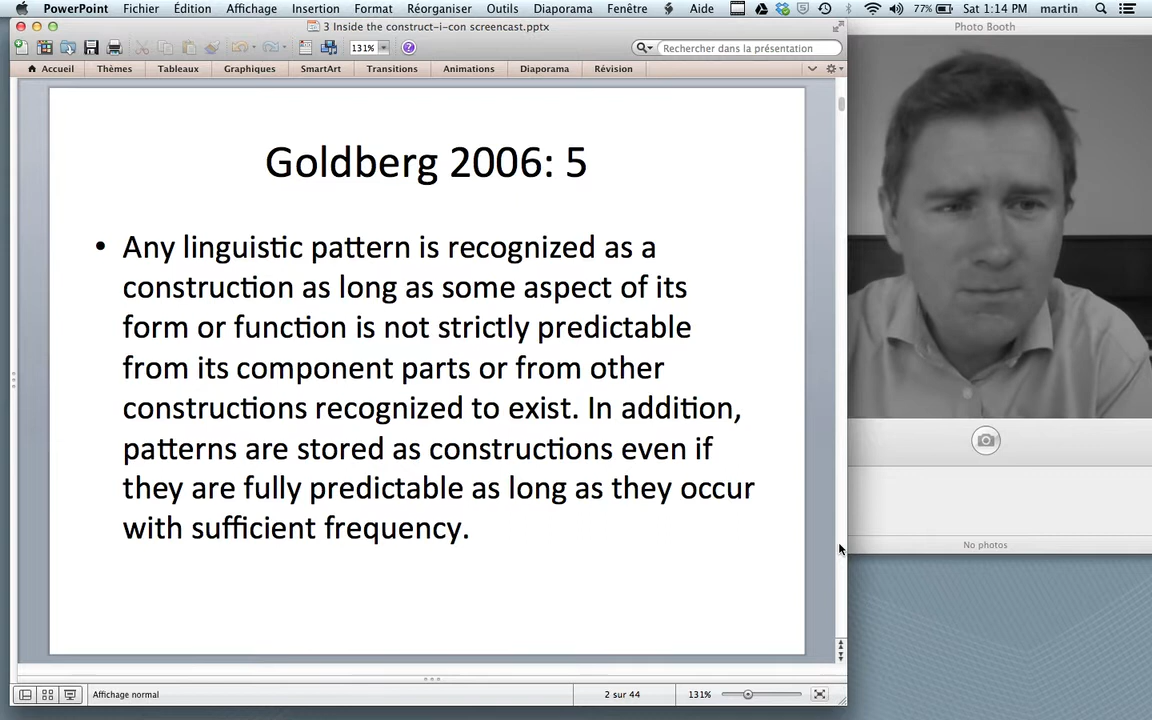 PowerPoint Fichier Édition Affichage Insertion Format Réorganiser Outils Diaporama Fenêtre Aide 77% Sat 1:14 PM martin
3 Inside the construct-i-con screencast.pptx
Photo Booth
131% Rechercher dans la présentation
Accueil Thèmes Tableaux Graphiques SmartArt Transitions Animations Diaporama Révision
Goldberg 2006: 5
• Any linguistic pattern is recognized as a
construction as long as some aspect of its
form or function is not strictly predictable
from its component parts or from other
constructions recognized to exist. In addition,
patterns are stored as constructions even if
they are fully predictable as long as they occur
with sufficient frequency.
No photos
Affichage normal 2 sur 44 131%